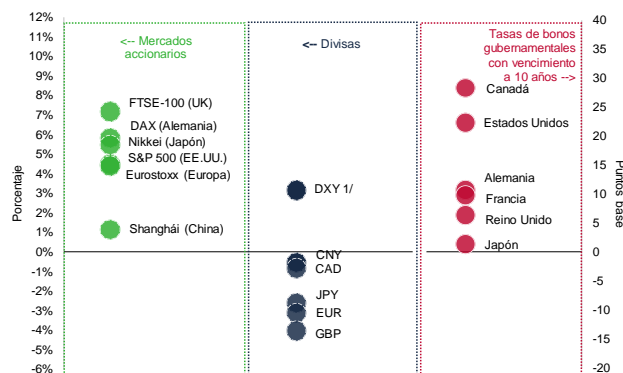 12%
11%
10%
9%
8%
7%
6%
5%
4%
3%
2%
1%
0%
-1%
-2%
-3%
-4%
-5%
-6%
Porcentaje
<-- Mercados
accionarios
FTSE-100 (UK)
DAX (Alemania)
Nikkei (Japón)
S&P 500 (EE.UU.)
Eurostoxx (Europa)
Shanghái (China)
<-- Divisas
DXY 1/
CNY
CAD
JPY
EUR
GBP
Tasas de bonos
gubernamentales
con vencimiento
a 10 años -->
Canadá
Estados Unidos
Alemania
Francia
Reino Unido
Japón
40
35
30
25
20
15
10
5
0
-5
-10
-15
-20
Puntos base